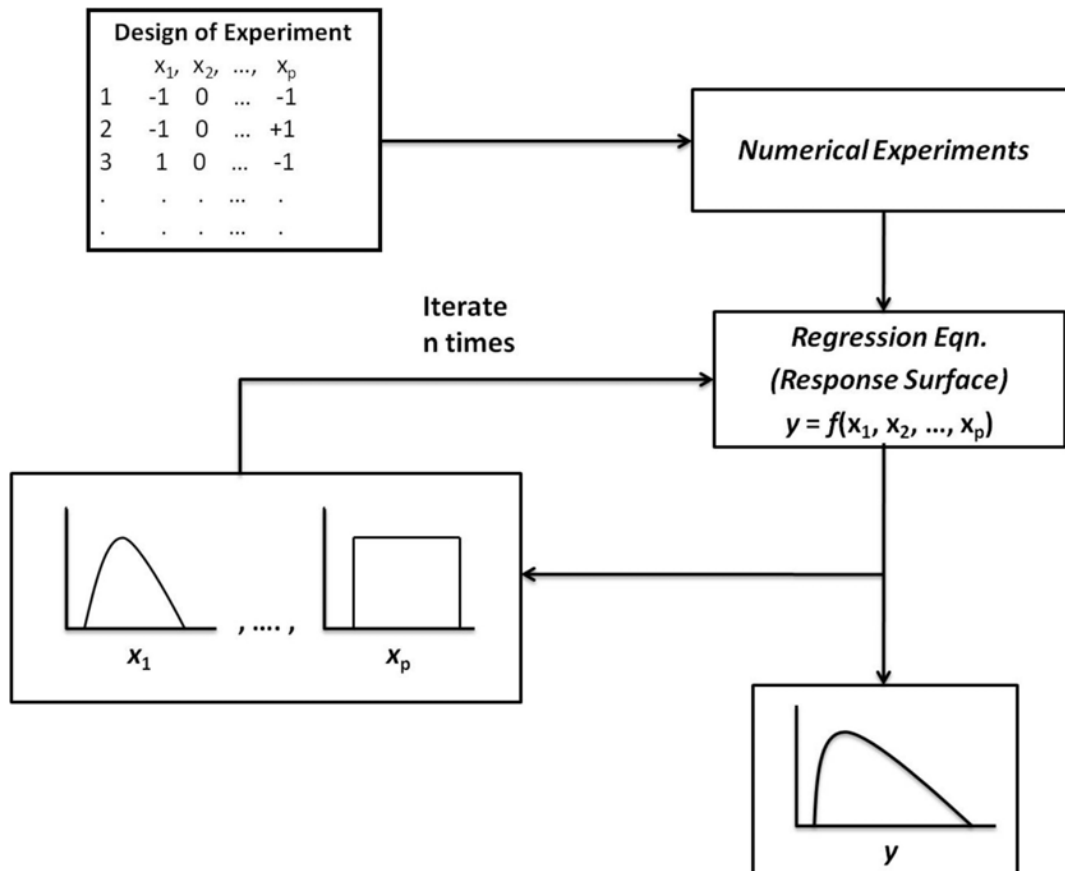 Design of Experiment
x₁, x₂, ..., xₚ
1 -1 0 ... -1
2 -1 0 ... +1
3 1 0 ... -1
. . . ... .
. . . ... .
Numerical Experiments
Iterate
n times
Regression Eqn.
(Response Surface)
y = f(x₁, x₂, ..., xₚ)
, .... ,
x₁ xₚ
y